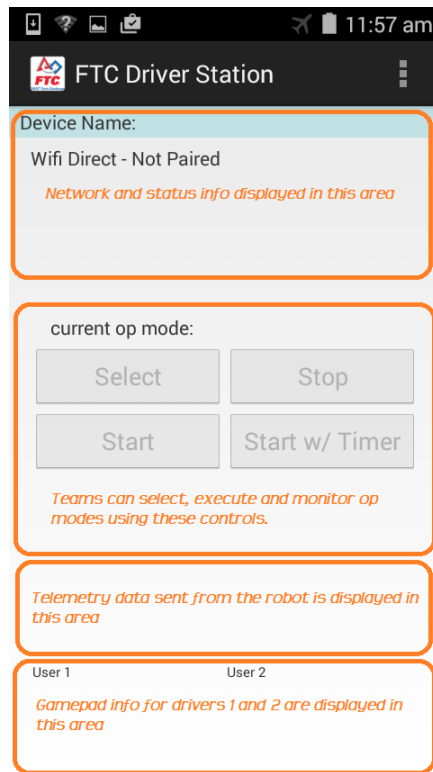 11:57 am
FTC FTC Driver Station
Device Name:
Wifi Direct - Not Paired
Network and status info displayed in this area
current op mode:
Select Stop
Start Start w/ Timer
Teams can select, execute and monitor op
modes using these controls.
Telemetry data sent from the robot is displayed in
this area
User 1 User 2
Gamepad info for drivers 1 and 2 are displayed in
this area